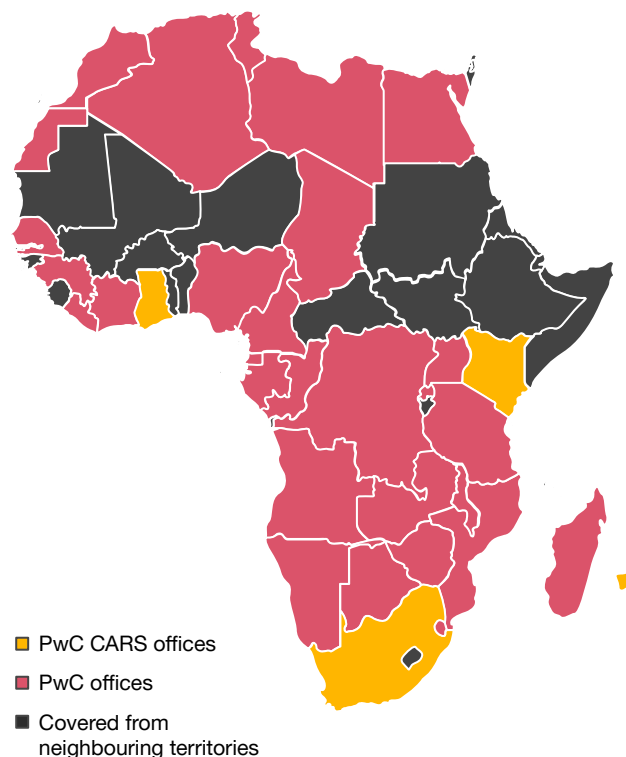 PwC CARS offices
PwC offices
Covered from
neighbouring territories